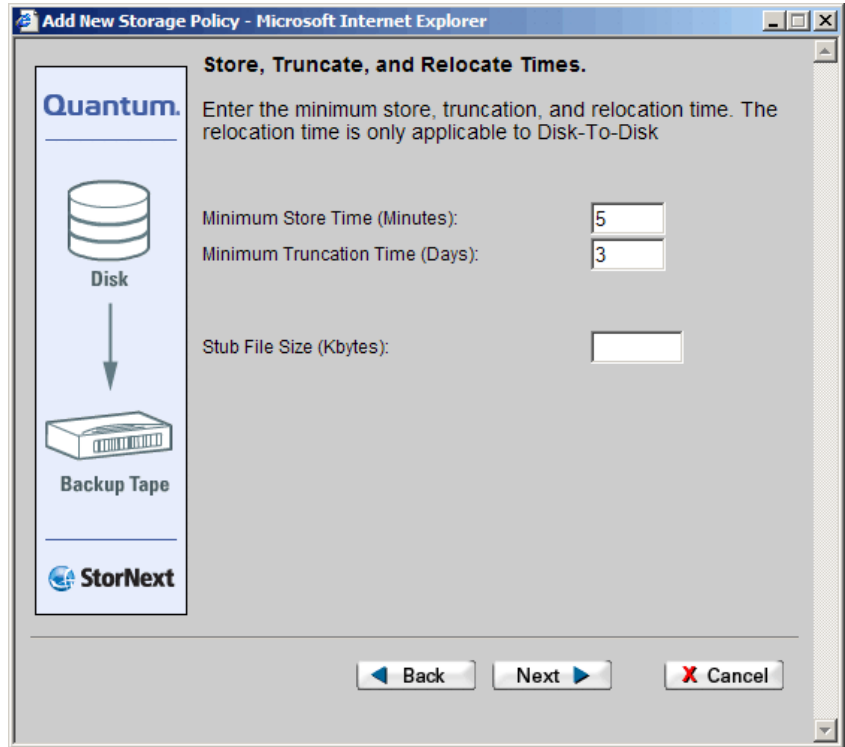 Add New Storage Policy - Microsoft Internet Explorer
Quantum.
Disk
Backup Tape
StorNext
Store, Truncate, and Relocate Times.
Enter the minimum store, truncation, and relocation time. The
relocation time is only applicable to Disk-To-Disk
Minimum Store Time (Minutes): 5
Minimum Truncation Time (Days): 3
Stub File Size (Kbytes):
Back Next X Cancel